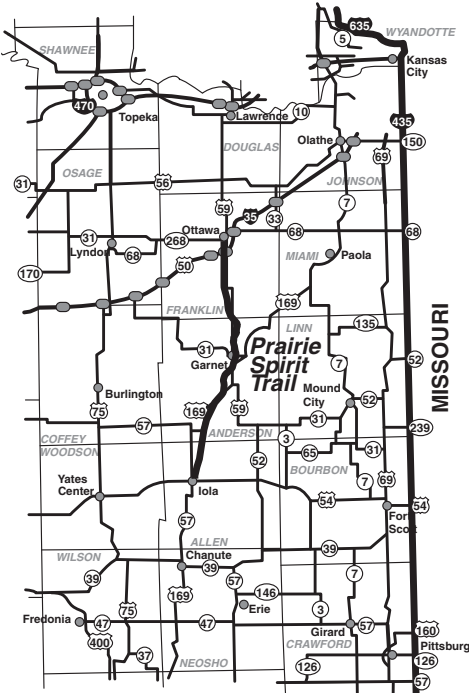 635
WYANDOTTE
5
SHAWNEE
Kansas
City
470
10
Lawrence
Topeka
435
Olathe
150
DOUGLAS
69
OSAGE
56
JOHNSON
31
7
59
35
33
Ottawa
68
68
31
268
Lyndon
68
MIAMI
Paola
50
170
169
FRANKLIN
135
LINN
MISSOURI
Prairie
Spirit
Trail
31
Garnet
7
52
Mound
City
52
Burlington
75
169
59
31
57
ANDERSON
239
COFFEY
3
WOODSON
52
65
31
BOURBON
Yates
Center
7
69
Iola
54
54
57
Fort
Scott
ALLEN
39
WILSON
Chanute
39
39
57
7
169
146
75
Erie
3
Fredonia
47
47
Girard
57
160
400
CRAWFORD
Pittsburg
37
NEOSHO
126
126
57